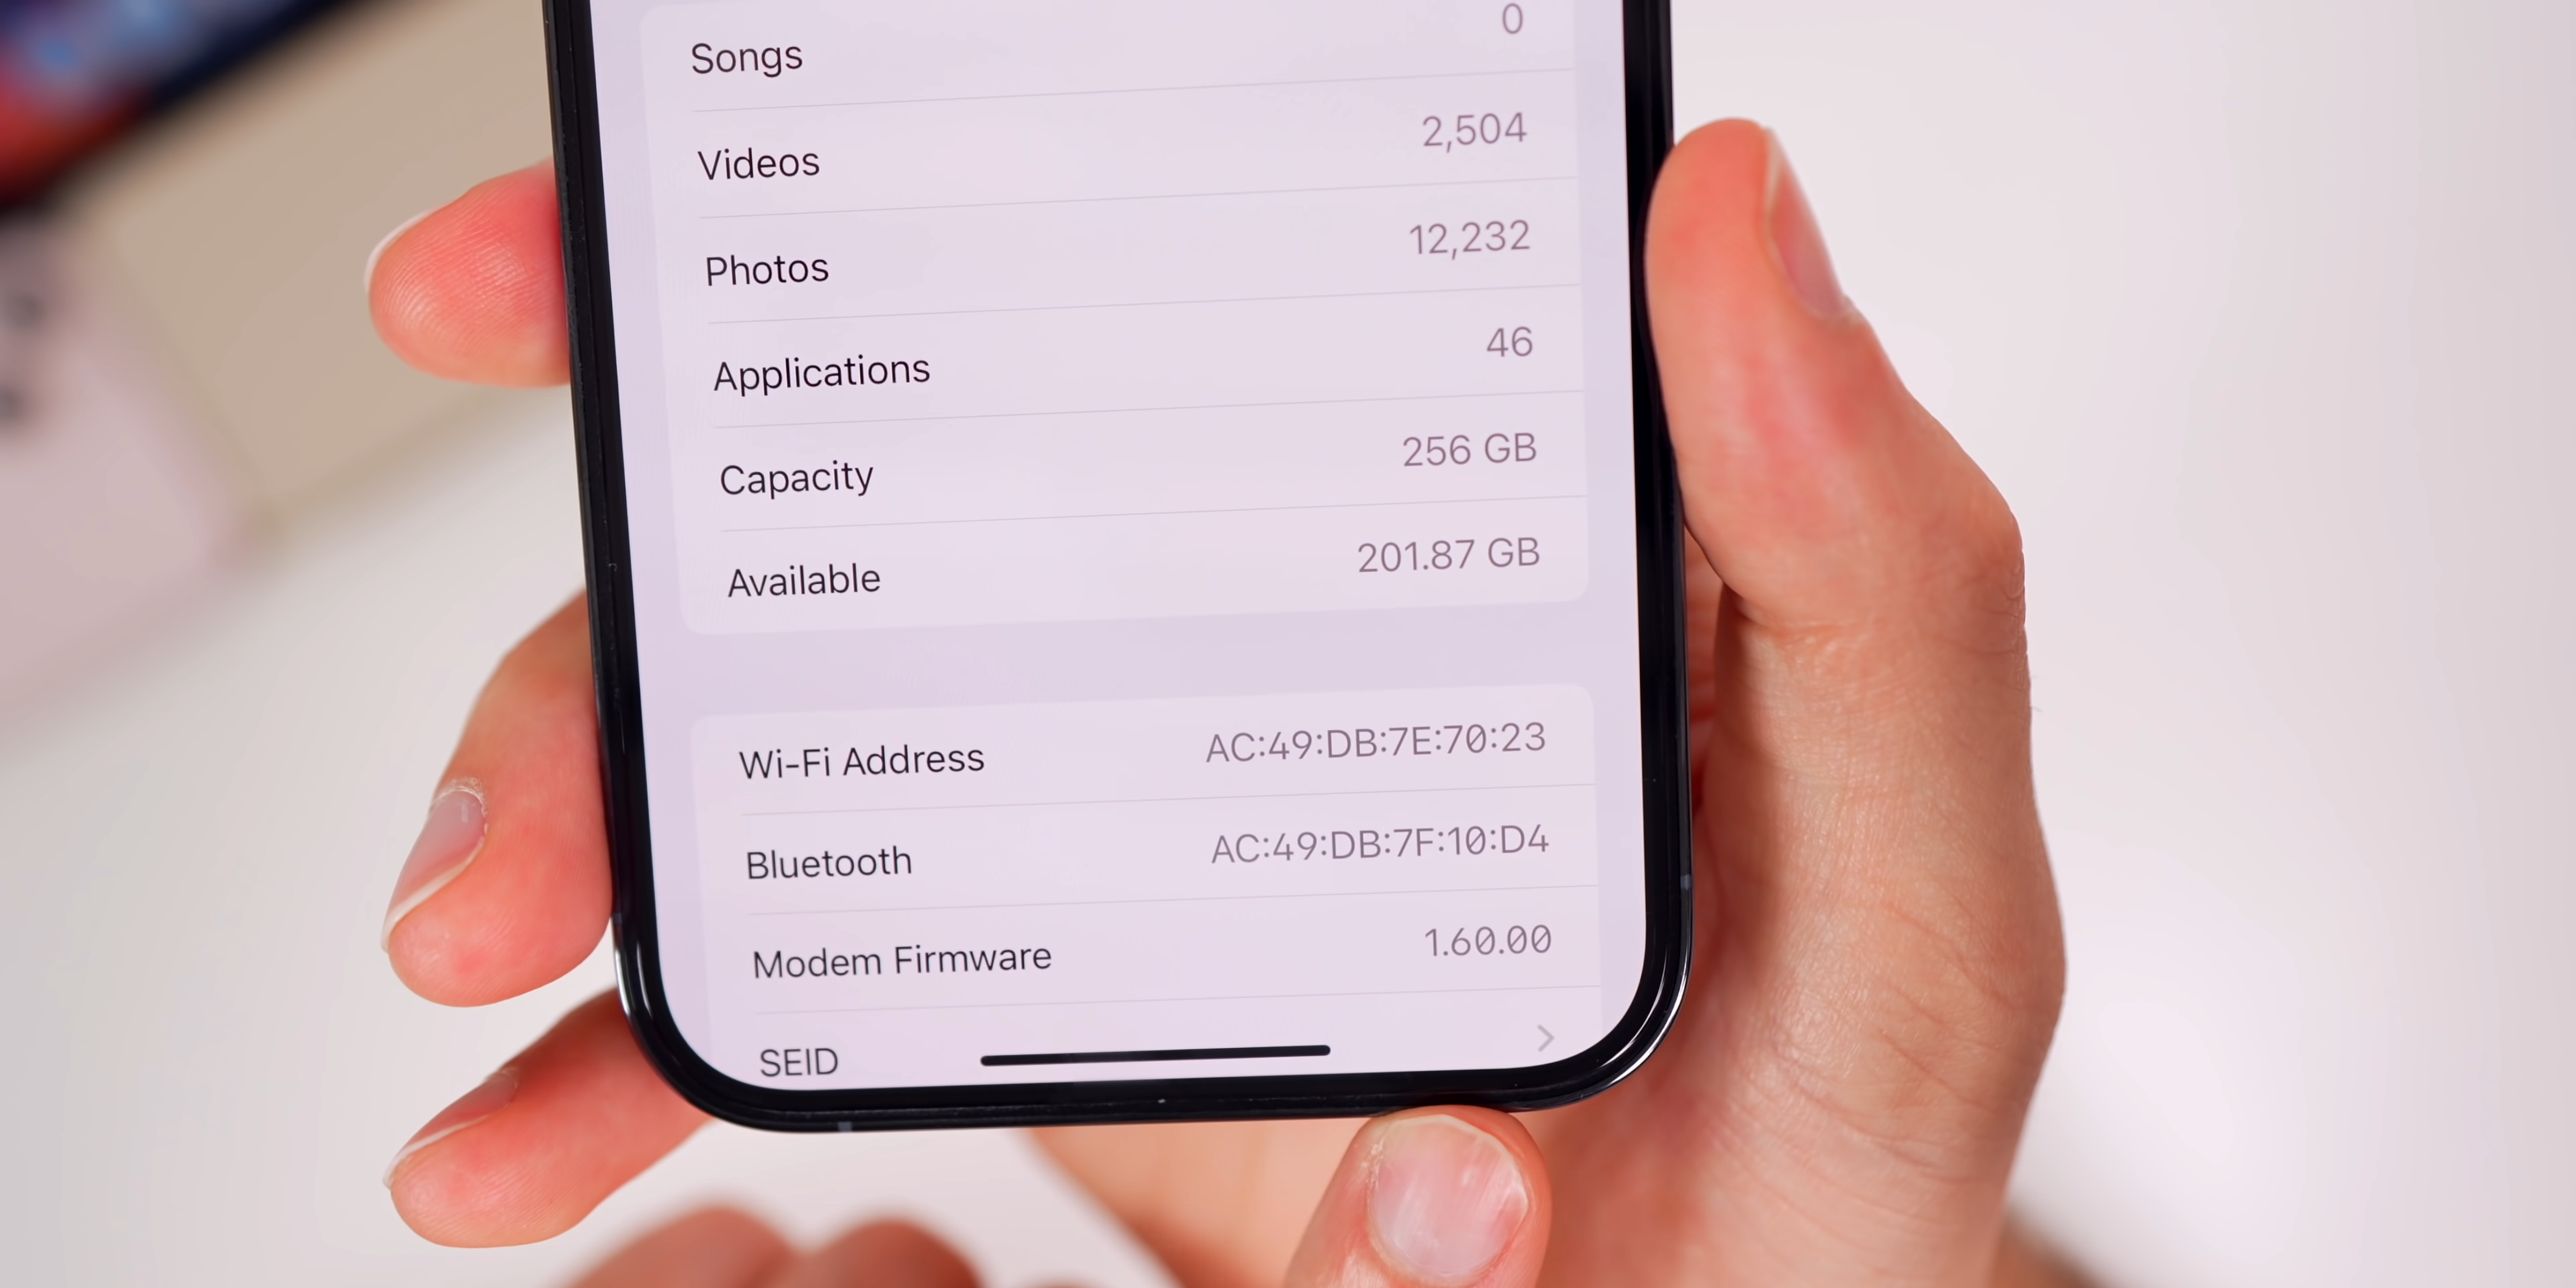 Songs 0
Videos 2,504
Photos 12,232
Applications 46
Capacity 256 GB
Available 201.87 GB
Wi-Fi Address AC:49:DB:7E:70:23
Bluetooth AC:49:DB:7F:10:D4
Modem Firmware 1.60.00
SEID